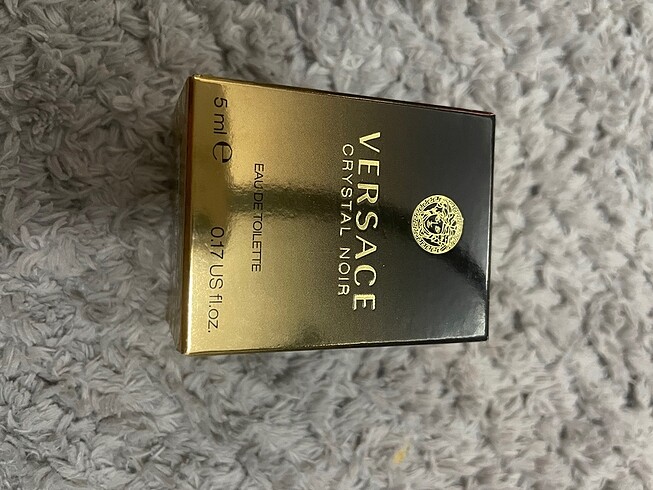 VERSACE
CRYSTAL NOIR
EAU DE TOILETTE
5 ml ℮ 0.17 US fl.oz.